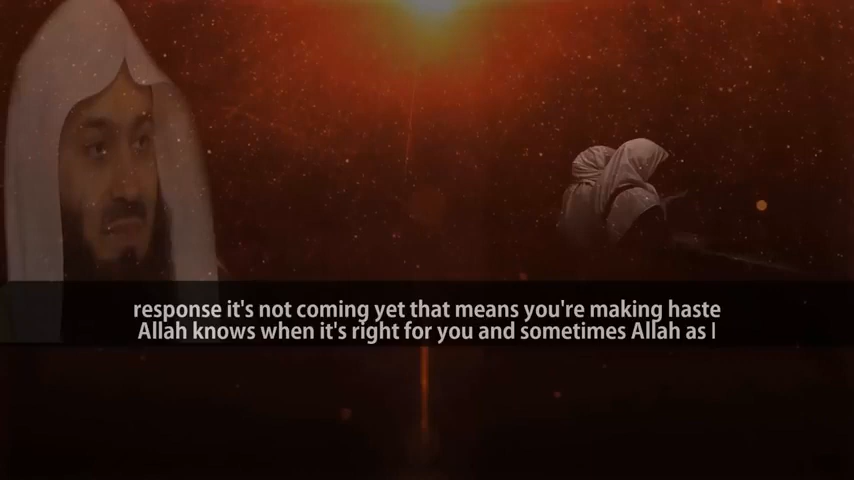 response it's not coming yet that means you're making haste
Allah knows when it's right for you and sometimes Allah as I